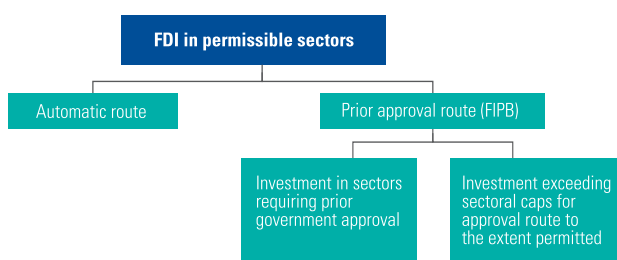 FDI in permissible sectors
Automatic route
Prior approval route (FIPB)
Investment in sectors
requiring prior
government approval
Investment exceeding
sectoral caps for
approval route to
the extent permitted